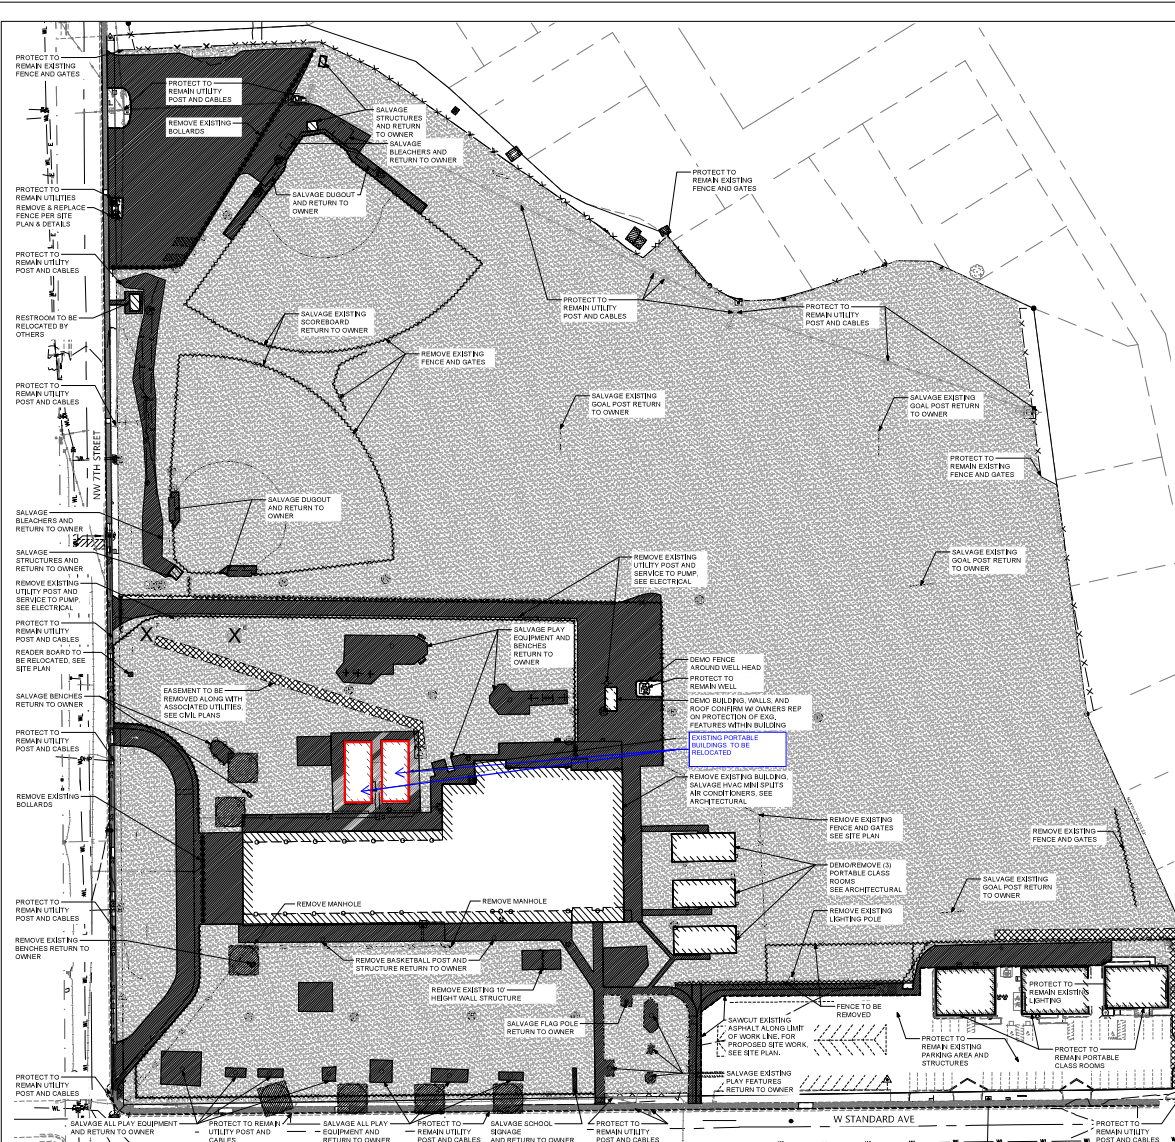 PROTECT TO
REMAIN EXISTING
FENCE AND GATES
PROTECT TO
REMAIN UTILITY
POST AND CABLES
REMOVE EXISTING
BOLLARDS
SALVAGE
STRUCTURES
AND RETURN
TO OWNER
SALVAGE
BLEACHERS AND
RETURN TO OWNER
SALVAGE DUGOUT
AND RETURN TO
OWNER
PROTECT TO
REMAIN EXISTING
FENCE AND GATES
PROTECT TO
REMAIN UTILITIES
REMOVE & REPLACE
FENCE PER SITE
PLAN & DETAILS
PROTECT TO
REMAIN UTILITY
POST AND CABLES
RESTROOM TO BE
RELOCATED BY
OTHERS
SALVAGE EXISTING
SCOREBOARD
RETURN TO OWNER
PROTECT TO
REMAIN UTILITY
POST AND CABLES
PROTECT TO
REMAIN UTILITY
POST AND CABLES
REMOVE EXISTING
FENCE AND GATES
PROTECT TO
REMAIN UTILITY
POST AND CABLES
SALVAGE EXISTING
GOAL POST RETURN
TO OWNER
SALVAGE EXISTING
GOAL POST RETURN
TO OWNER
NW 7TH STREET
PROTECT TO
REMAIN EXISTING
FENCE AND GATES
SALVAGE DUGOUT
AND RETURN TO
OWNER
SALVAGE
BLEACHERS AND
RETURN TO OWNER
SALVAGE
STRUCTURES AND
RETURN TO OWNER
REMOVE EXISTING
UTILITY POST AND
SERVICE TO PUMP,
SEE ELECTRICAL
SALVAGE EXISTING
GOAL POST RETURN
TO OWNER
REMOVE EXISTING
UTILITY POST AND
SERVICE TO PUMP,
SEE ELECTRICAL
PROTECT TO
REMAIN UTILITY
POST AND CABLES
READER BOARD TO
BE RELOCATED, SEE
SITE PLAN
X
X
SALVAGE PLAY
EQUIPMENT AND
BENCHES
RETURN TO
OWNER
DEMO FENCE
AROUND WELL HEAD
PROTECT TO
REMAIN WELL
SALVAGE BENCHES
RETURN TO OWNER
EASEMENT TO BE
REMOVED ALONG WITH
ASSOCIATED UTILITIES,
SEE CIVIL PLANS
DEMO BUILDING, WALLS, AND
ROOF CONFIRM W/ OWNERS REP
ON PROTECTION OF EXG,
FEATURES WITHIN BUILDING
EXISTING PORTABLE
BUILDINGS TO BE
RELOCATED
PROTECT TO
REMAIN UTILITY
POST AND CABLES
REMOVE EXISTING BUILDING,
SALVAGE HVAC MINI SPLITS
AIR CONDITIONERS, SEE
ARCHITECTURAL
REMOVE EXISTING
BOLLARDS
REMOVE EXISTING
FENCE AND GATES
SEE SITE PLAN
REMOVE EXISTING
FENCE AND GATES
DEMO/REMOVE (3)
PORTABLE CLASS
ROOMS
SEE ARCHITECTURAL
SALVAGE EXISTING
GOAL POST RETURN
TO OWNER
PROTECT TO
REMAIN UTILITY
POST AND CABLES
REMOVE MANHOLE
REMOVE MANHOLE
REMOVE EXISTING
LIGHTING POLE
REMOVE EXISTING
BENCHES RETURN TO
OWNER
REMOVE BASKETBALL POST AND
STRUCTURE RETURN TO OWNER
REMOVE EXISTING 10'
HEIGHT WALL STRUCTURE
SALVAGE FLAG POLE
RETURN TO OWNER
SAWCUT EXISTING
ASPHALT ALONG LIMIT
OF WORK LINE. FOR
PROPOSED SITE WORK,
SEE SITE PLAN.
FENCE TO BE
REMOVED
PROTECT TO
REMAIN EXISTING
LIGHTING
PROTECT TO
REMAIN EXISTING
PARKING AREA AND
STRUCTURES
PROTECT TO
REMAIN PORTABLE
CLASS ROOMS
SALVAGE EXISTING
PLAY FEATURES
RETURN TO OWNER
PROTECT TO
REMAIN UTILITY
POST AND CABLES
SALVAGE ALL PLAY EQUIPMENT
AND RETURN TO OWNER
PROTECT TO REMAIN
UTILITY POST AND
CABLES
SALVAGE ALL PLAY
EQUIPMENT AND
RETURN TO OWNER
PROTECT TO
REMAIN UTILITY
POST AND CABLES
SALVAGE SCHOOL
SIGNAGE
AND RETURN TO OWNER
PROTECT TO
REMAIN UTILITY
POST AND CABLES
W STANDARD AVE
PROTECT TO
REMAIN UTILITY
POST AND CABLES